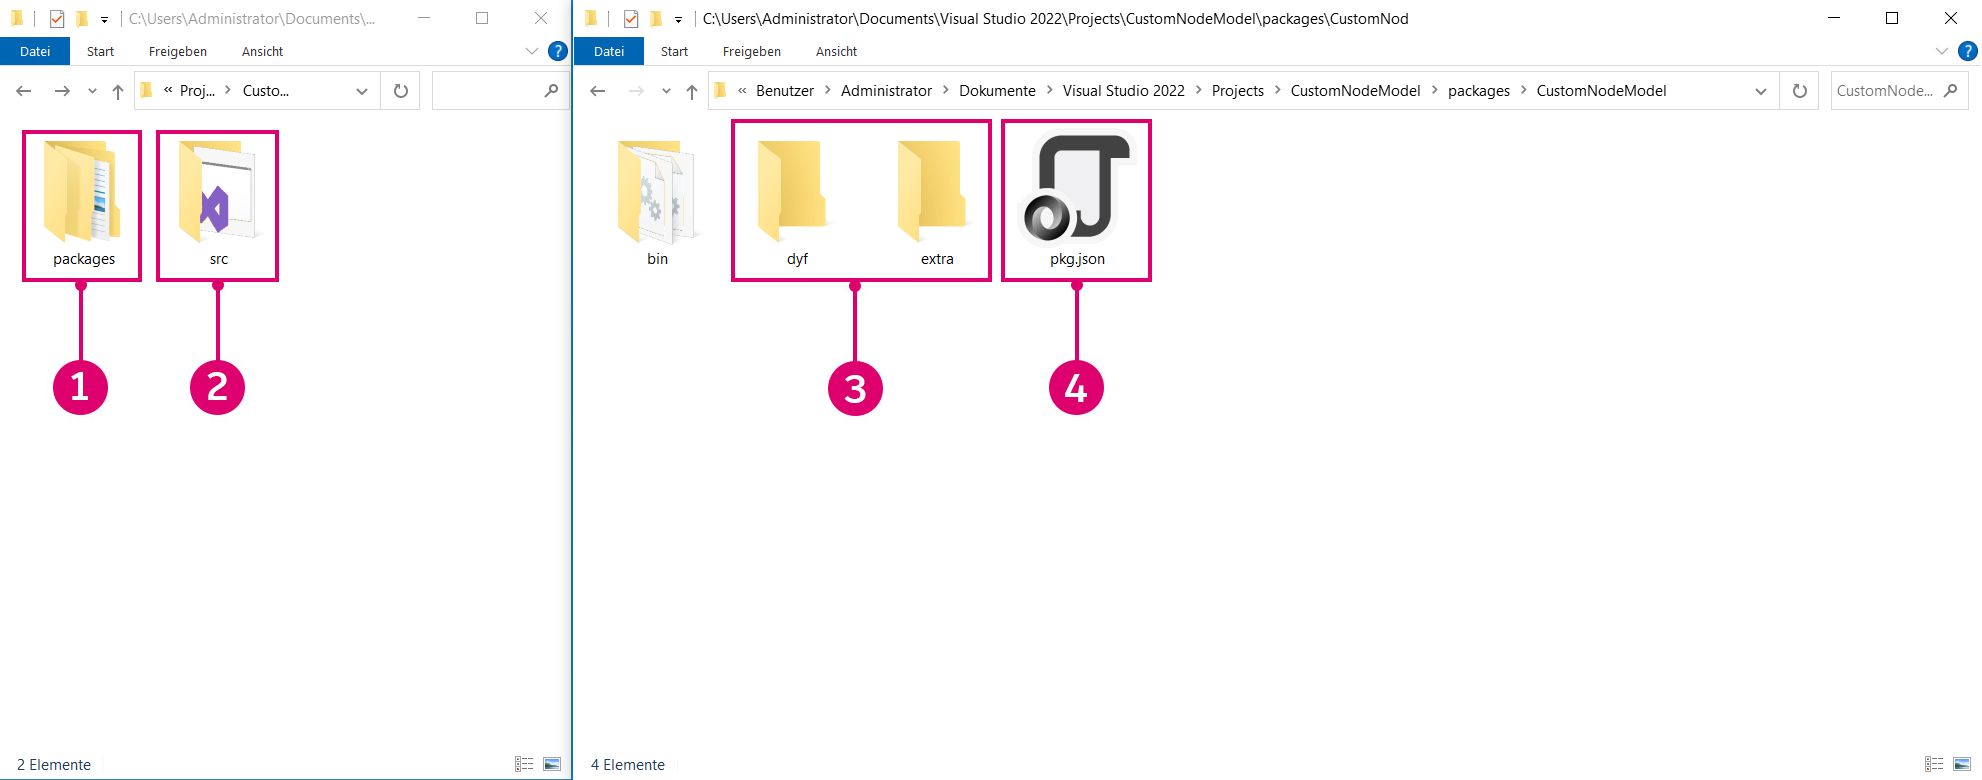 C:\Users\Administrator\Documents\...
Datei Start Freigeben Ansicht ?
« Proj... > Custo...
packages src
1 2
2 Elemente
C:\Users\Administrator\Documents\Visual Studio 2022\Projects\CustomNodeModel\packages\CustomNod
Datei Start Freigeben Ansicht ?
« Benutzer > Administrator > Dokumente > Visual Studio 2022 > Projects > CustomNodeModel > packages > CustomNodeModel CustomNode...
bin dyf extra pkg.json
3 4
4 Elemente